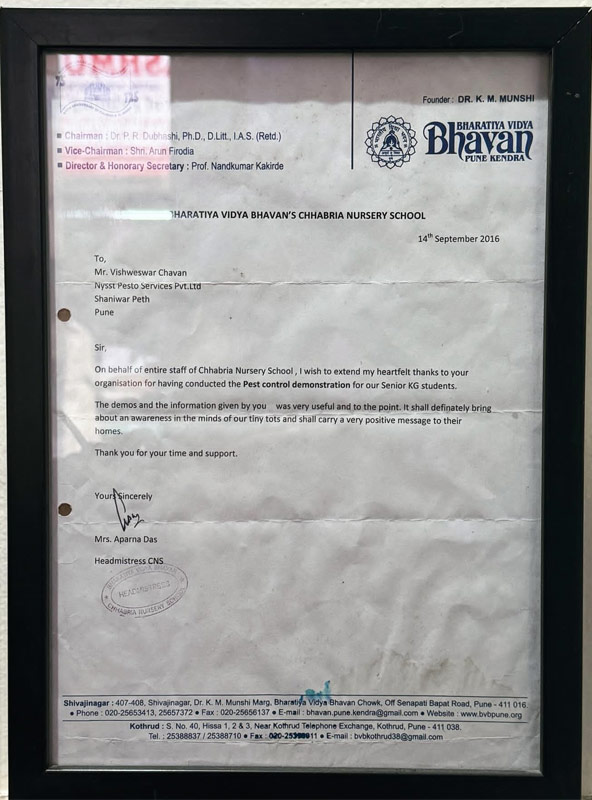 Founder : DR. K. M. MUNSHI
BHARATIYA VIDYA
Bhavan
PUNE KENDRA
■ Chairman : Dr. P. R. Dubhashi, Ph.D., D.Litt., I.A.S. (Retd.)
■ Vice-Chairman : Shri. Arun Firodia
■ Director & Honorary Secretary : Prof. Nandkumar Kakirde
BHARATIYA VIDYA BHAVAN'S CHHABRIA NURSERY SCHOOL
14th September 2016
To,
Mr. Vishweswar Chavan
Nysst Pesto Services Pvt.Ltd
Shaniwar Peth
Pune
Sir,
On behalf of entire staff of Chhabria Nursery School , I wish to extend my heartfelt thanks to your
organisation for having conducted the Pest control demonstration for our Senior KG students.
The demos and the information given by you was very useful and to the point. It shall definately bring
about an awareness in the minds of our tiny tots and shall carry a very positive message to their
homes.
Thank you for your time and support.
Yours Sincerely
Mrs. Aparna Das
Headmistress CNS
HEADMISTRESS
CHHABRIA NURSERY SCHOOL
Shivajinagar : 407-408, Shivajinagar, Dr. K. M. Munshi Marg, Bharatiya Vidya Bhavan Chowk, Off Senapati Bapat Road, Pune - 411 016.
● Phone : 020-25653413, 25657372 ● Fax : 020-25656137 ● E-mail : bhavan.pune.kendra@gmail.com ● Website : www.bvbpune.org
Kothrud : S. No. 40, Hissa 1, 2 & 3, Near Kothrud Telephone Exchange, Kothrud, Pune - 411 038.
Tel. : 25388837 / 25388710 ● Fax : ● E-mail : bvbkothrud38@gmail.com